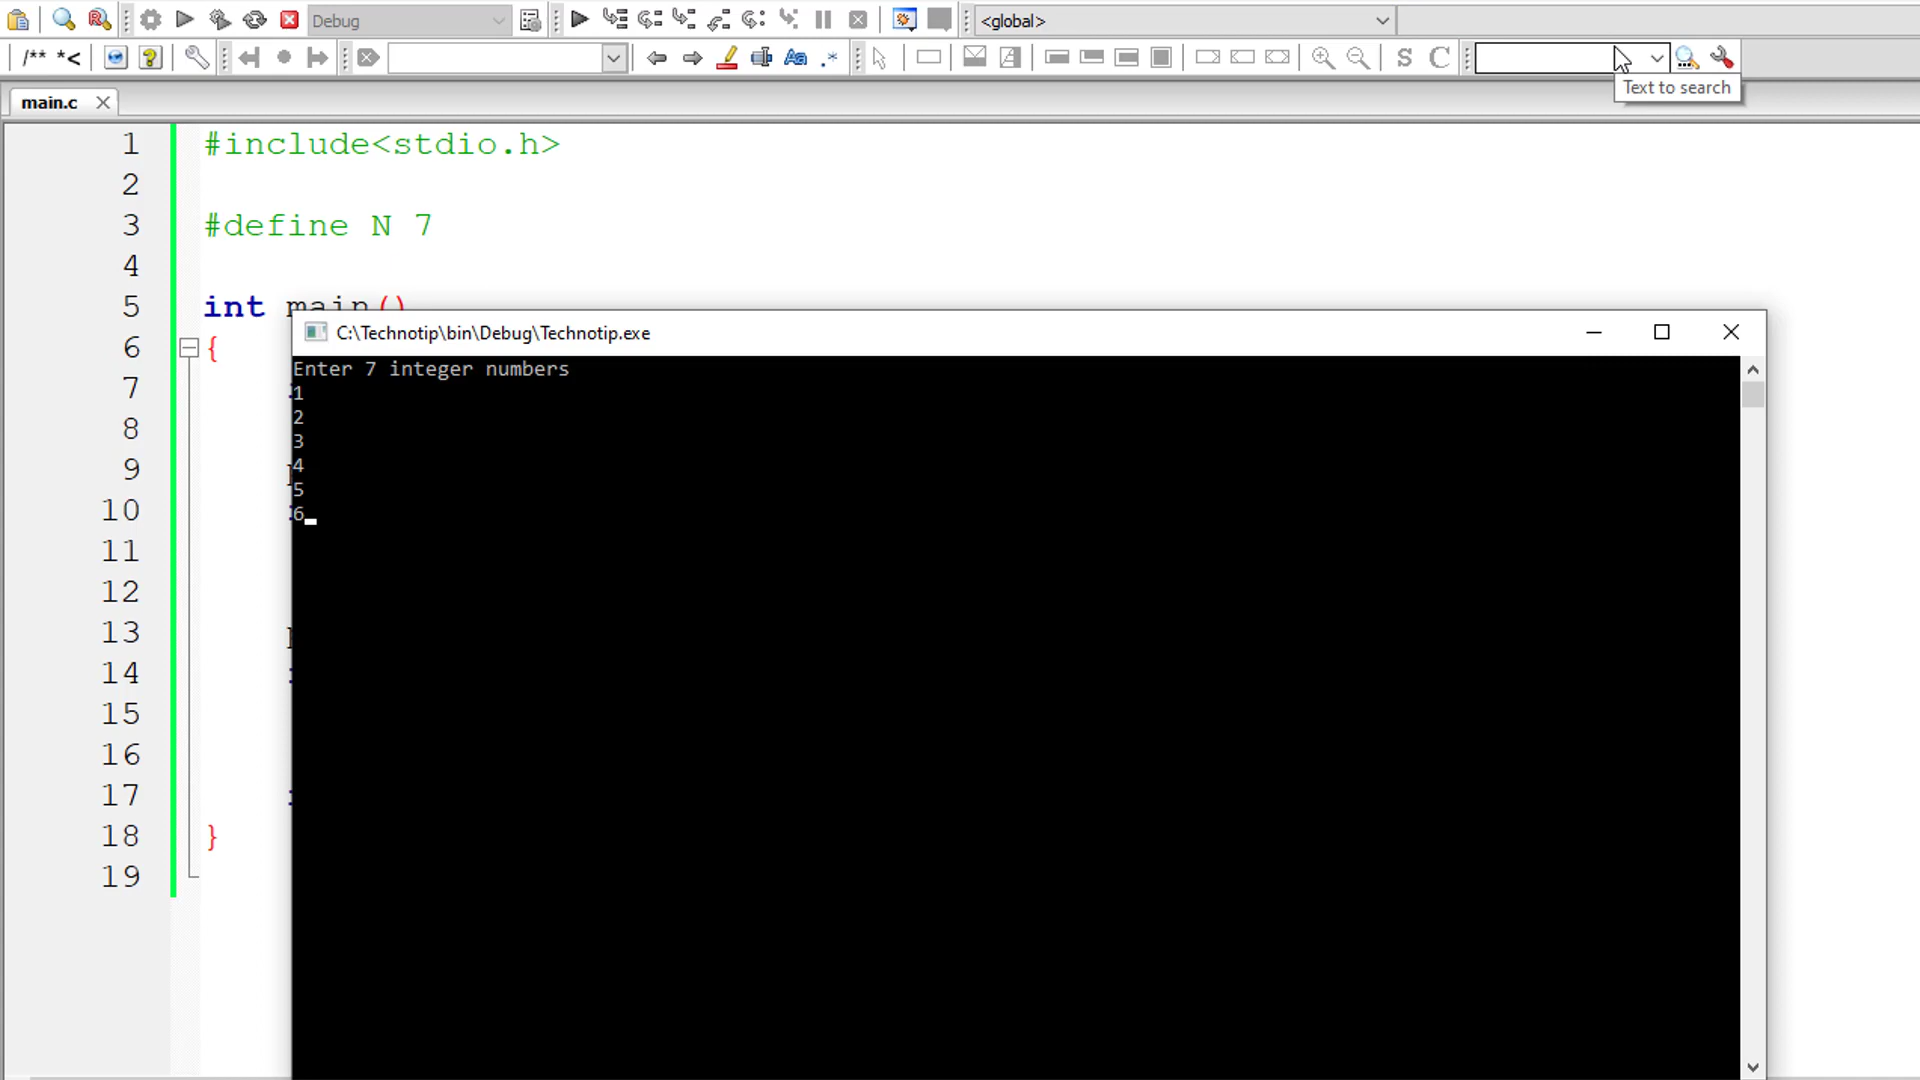 Debug
<global>
/** *<
Aa
.*
S
C
Text to search
main.c
1 #include<stdio.h>
2
3 #define N 7
4
5 int main()
C:\Technotip\bin\Debug\Technotip.exe
6 {
Enter 7 integer numbers
1
7
2
8
3
4
9
5
10
6
11
12
13
14
15
16
17
18 }
19